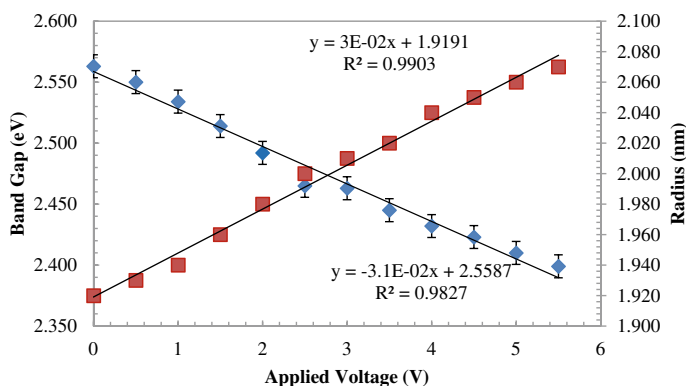 2.600
2.550
2.500
2.450
2.400
2.350
Band Gap (eV)
y = 3E-02x + 1.9191
R² = 0.9903
y = -3.1E-02x + 2.5587
R² = 0.9827
2.100
2.080
2.060
2.040
2.020
2.000
1.980
1.960
1.940
1.920
1.900
Radius (nm)
0 1 2 3 4 5 6
Applied Voltage (V)